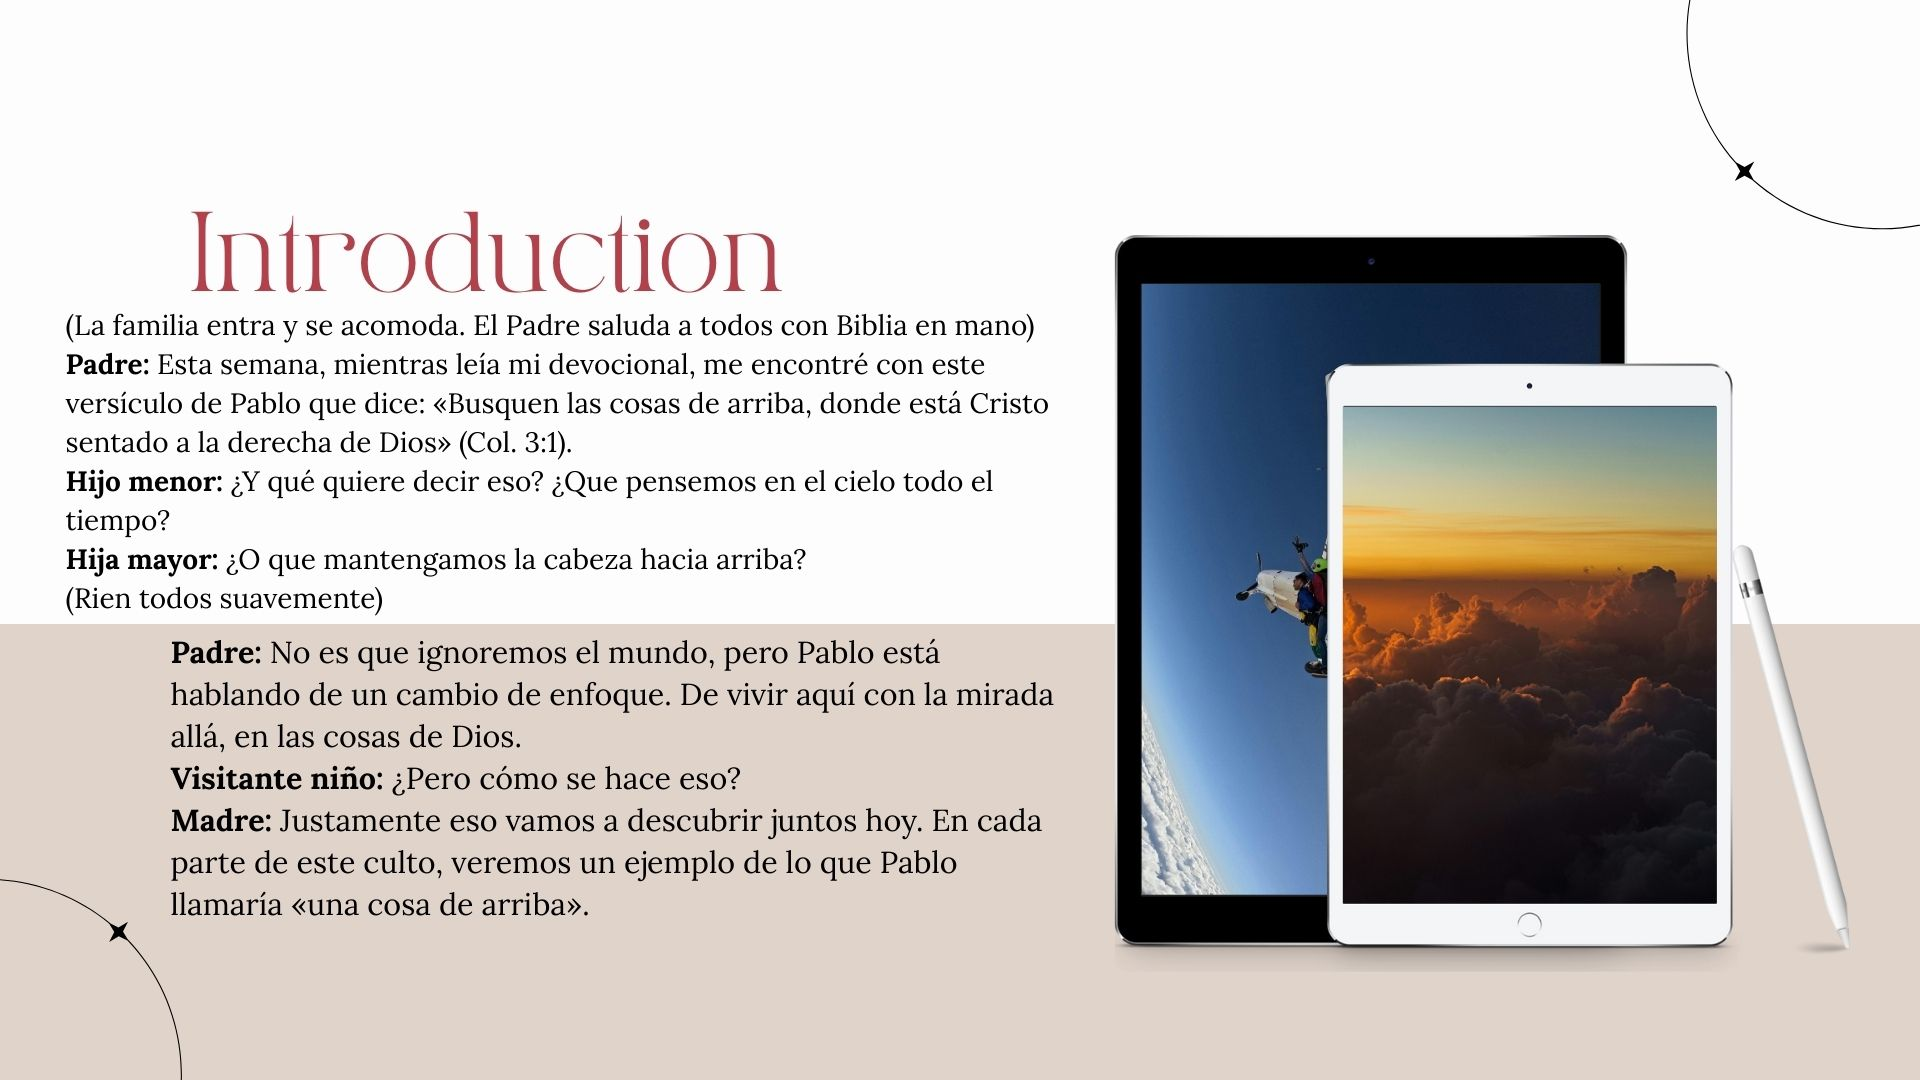 Introduction
(La familia entra y se acomoda. El Padre saluda a todos con Biblia en mano)
Padre: Esta semana, mientras leía mi devocional, me encontré con este
versículo de Pablo que dice: «Busquen las cosas de arriba, donde está Cristo
sentado a la derecha de Dios» (Col. 3:1).
Hijo menor: ¿Y qué quiere decir eso? ¿Que pensemos en el cielo todo el
tiempo?
Hija mayor: ¿O que mantengamos la cabeza hacia arriba?
(Rien todos suavemente)
Padre: No es que ignoremos el mundo, pero Pablo está
hablando de un cambio de enfoque. De vivir aquí con la mirada
allá, en las cosas de Dios.
Visitante niño: ¿Pero cómo se hace eso?
Madre: Justamente eso vamos a descubrir juntos hoy. En cada
parte de este culto, veremos un ejemplo de lo que Pablo
llamaría «una cosa de arriba».